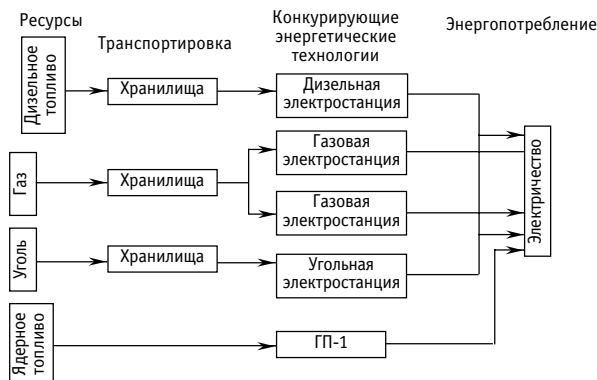 Ресурсы
Транспортировка
Конкурирующие
энергетические
технологии
Энергопотребление
Дизельное
топливо
Хранилища
Дизельная
электростанция
Газ
Хранилища
Газовая
электростанция
Газовая
электростанция
Уголь
Хранилища
Угольная
электростанция
Ядерное
топливо
ГП-1
Электричество